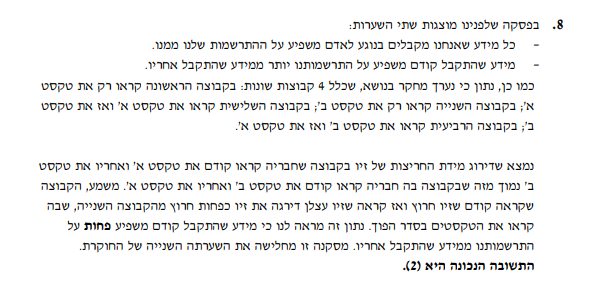 8. בפסקה שלפנינו מוצגות שתי השערות:
- כל מידע שאנחנו מקבלים בנוגע לאדם משפיע על ההתרשמות שלנו ממנו.
- מידע שהתקבל קודם משפיע על התרשמותנו יותר ממידע שהתקבל אחריו.
כמו כן, נתון כי נערך מחקר בנושא, שכלל 4 קבוצות שונות: בקבוצה הראשונה קראו רק את טקסט
א'; בקבוצה השנייה קראו רק את טקסט ב'; בקבוצה השלישית קראו את טקסט א' ואז את טקסט
ב'; בקבוצה הרביעית קראו את טקסט ב' ואז את טקסט א'.
נמצא שדירוג מידת החריצות של זיו בקבוצה שחבריה קראו קודם את טקסט א' ואחריו את טקסט
ב' נמוך מזה שבקבוצה בה חבריה קראו קודם את טקסט ב' ואחריו את טקסט א'. משמע, הקבוצה
שקראה קודם שזיו חרוץ ואז קראה שזיו עצלן דירגה את זיו כפחות חרוץ מהקבוצה השנייה, שבה
קראו את הטקסטים בסדר הפוך. נתון זה מראה לנו כי מידע שהתקבל קודם משפיע פחות על
התרשמותנו ממידע שהתקבל אחריו. מסקנה זו מחלישה את השערתה השנייה של החוקרת.
התשובה הנכונה היא (2).